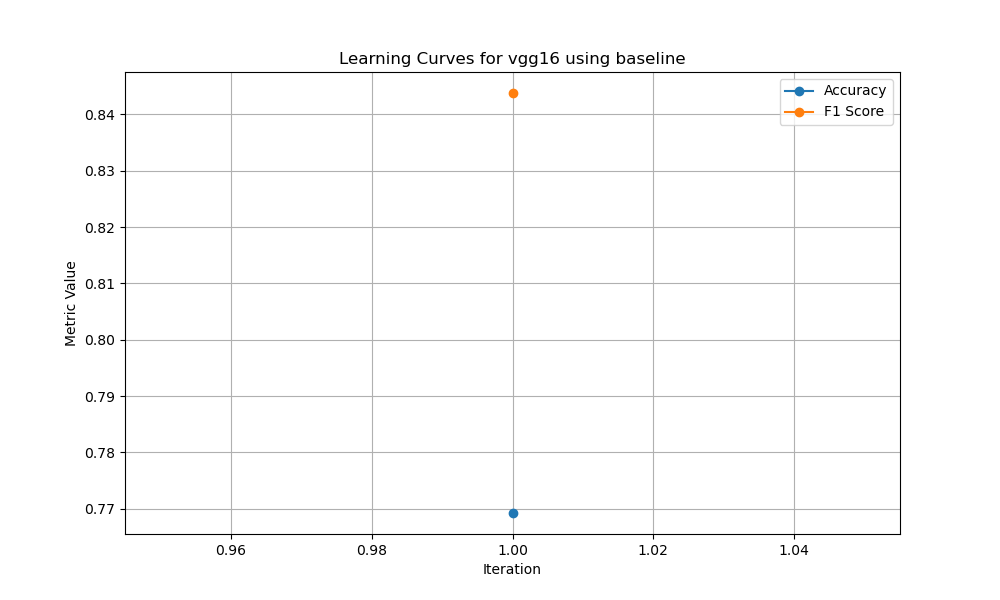 Learning Curves for vgg16 using baseline
Accuracy
F1 Score
Metric Value
0.84
0.83
0.82
0.81
0.80
0.79
0.78
0.77
0.96 0.98 1.00 1.02 1.04
Iteration